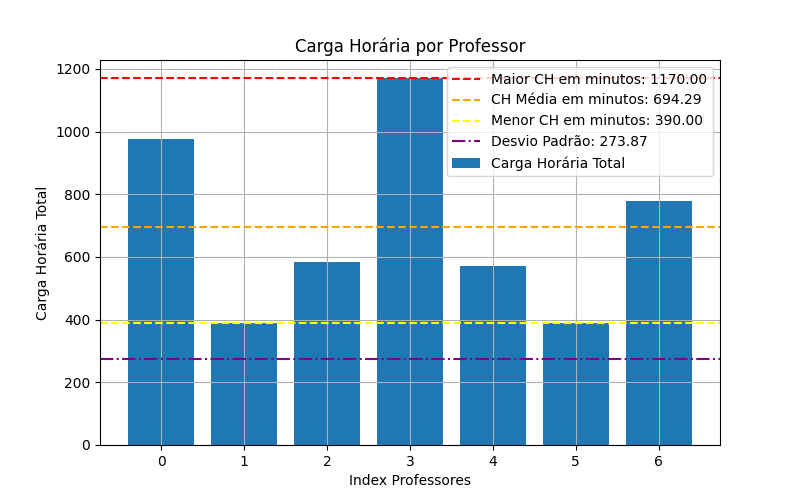 Carga Horária por Professor
Maior CH em minutos: 1170.00
CH Média em minutos: 694.29
Menor CH em minutos: 390.00
Desvio Padrão: 273.87
Carga Horária Total
Carga Horária Total
1200
1000
800
600
400
200
0
0 1 2 3 4 5 6
Index Professores